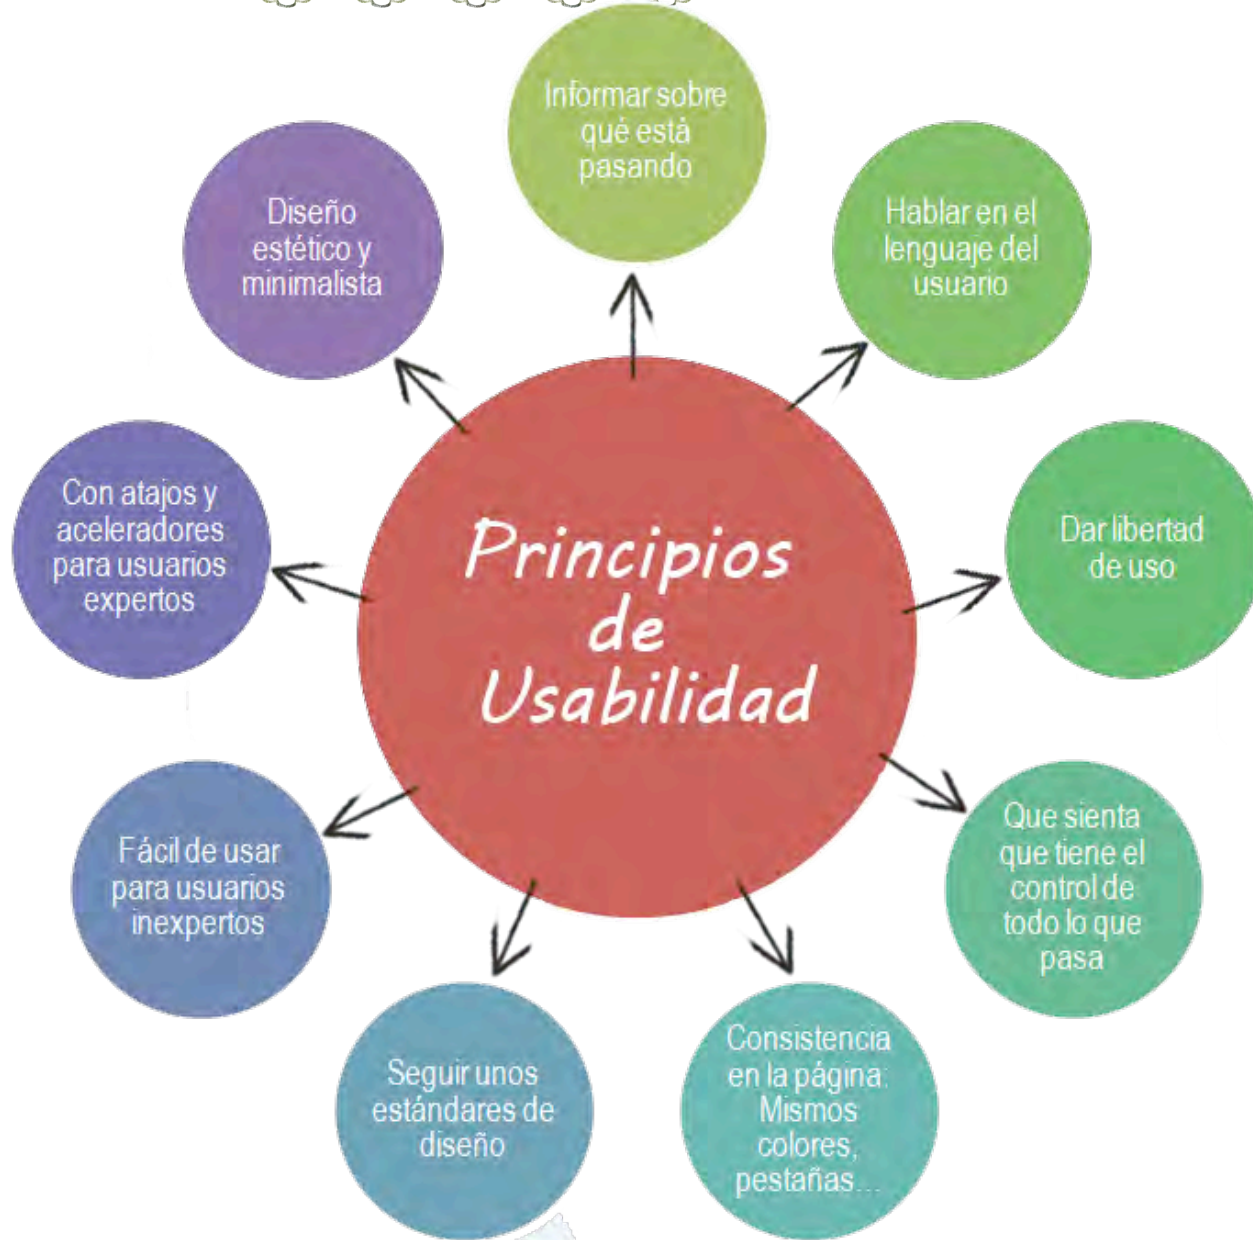 Informar sobre
qué está
pasando
Hablar en el
lenguaje del
usuario
Dar libertad
de uso
Que sienta
que tiene el
control de
todo lo que
pasa
Consistencia
en la página:
Mismos
colores,
pestañas...
Seguir unos
estándares de
diseño
Fácil de usar
para usuarios
inexpertos
Con atajos y
aceleradores
para usuarios
expertos
Diseño
estético y
minimalista
Principios
de
Usabilidad